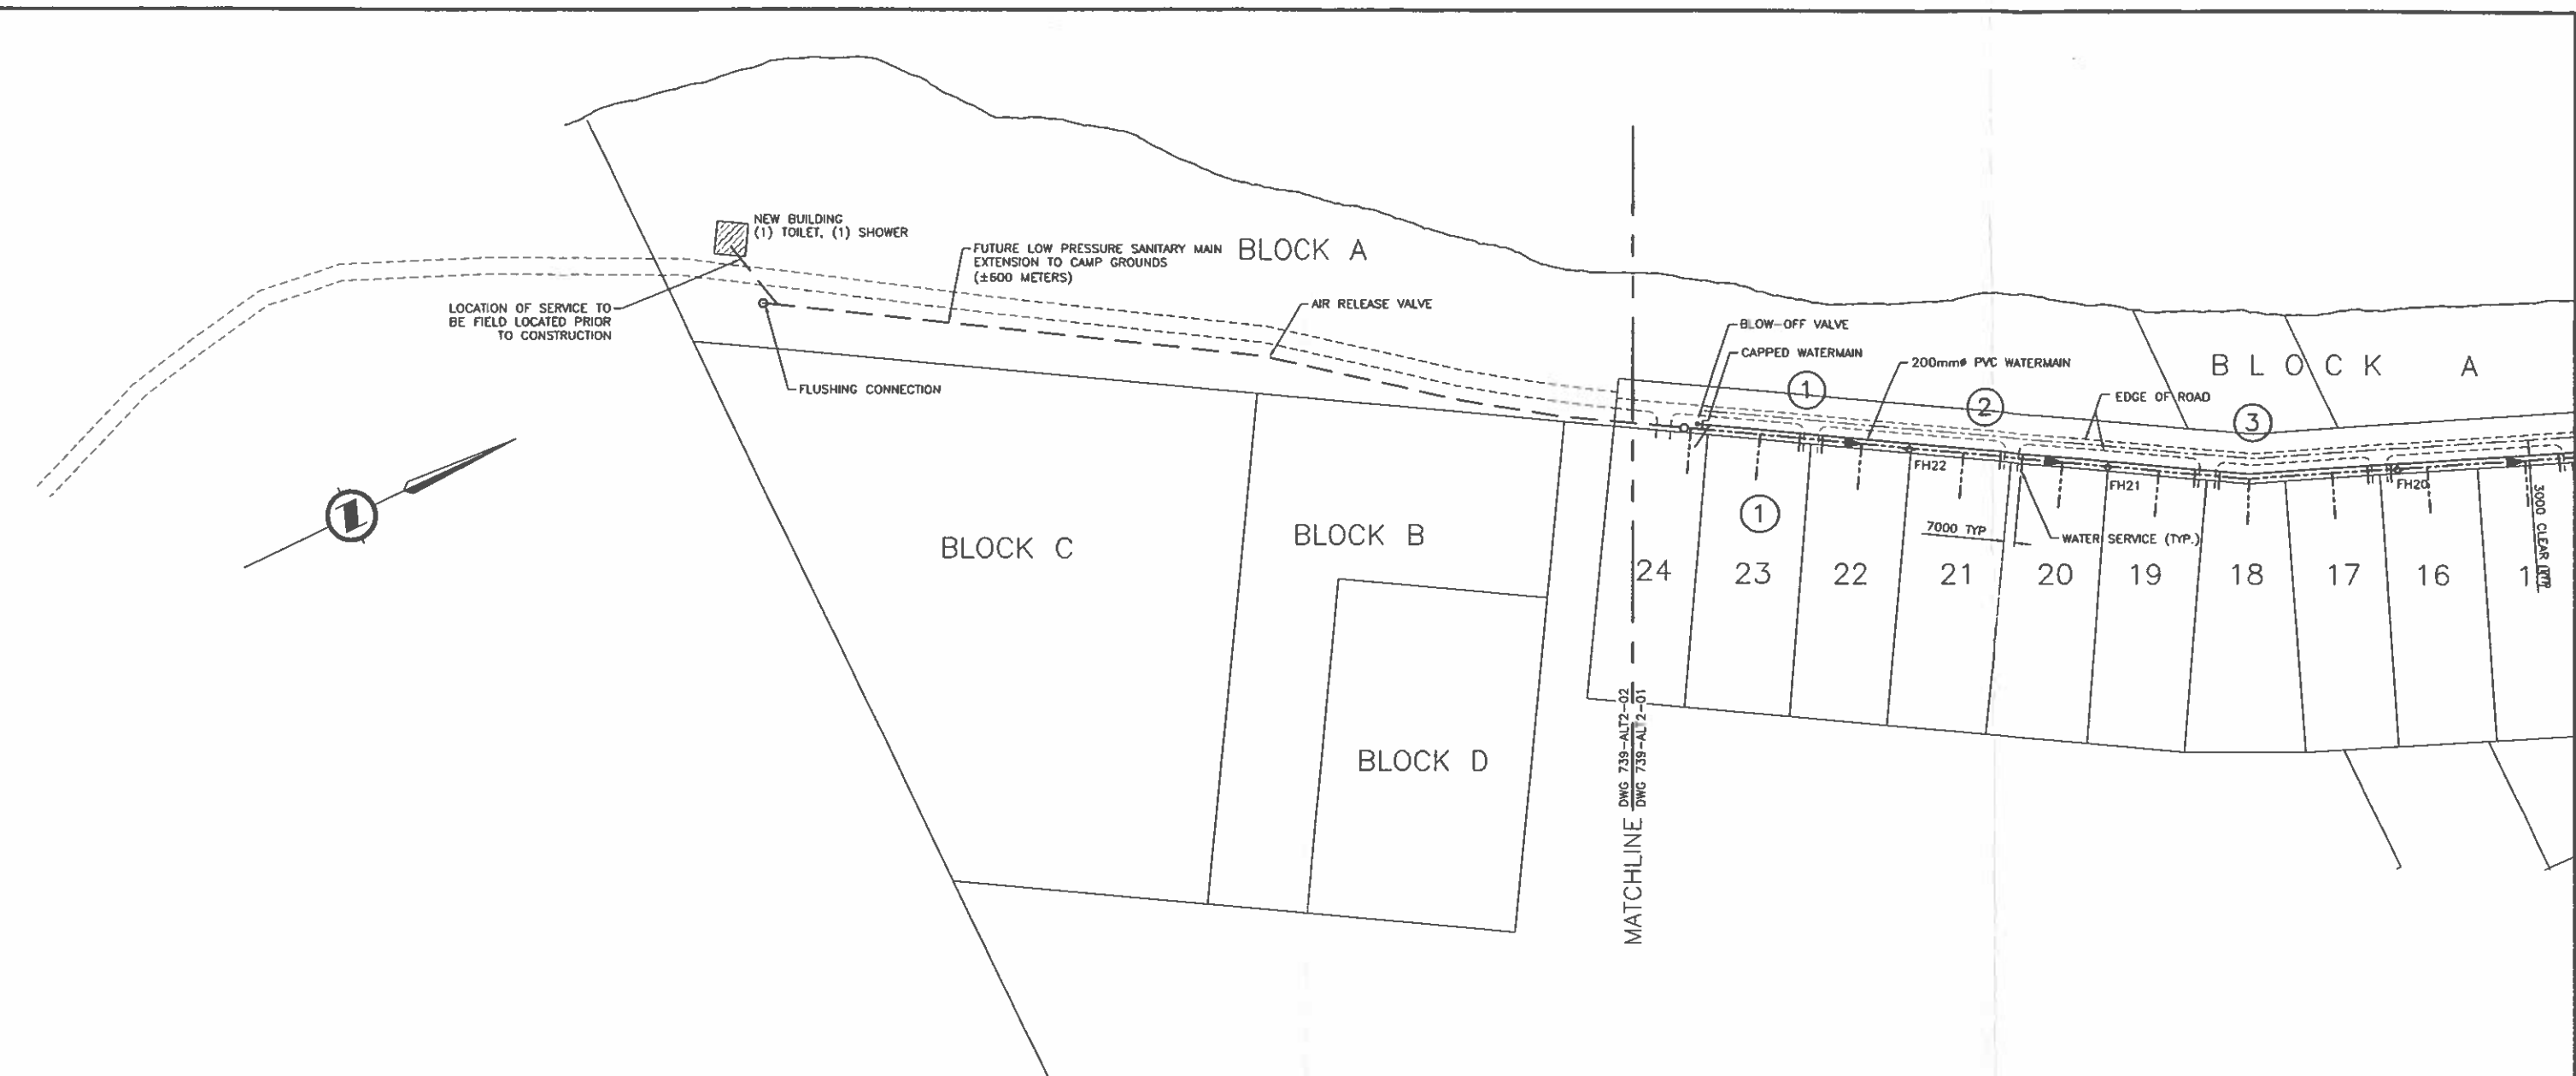 NEW BUILDING
(1) TOILET, (1) SHOWER
FUTURE LOW PRESSURE SANITARY MAIN
EXTENSION TO CAMP GROUNDS
(±600 METERS)
BLOCK A
LOCATION OF SERVICE TO
BE FIELD LOCATED PRIOR
TO CONSTRUCTION
AIR RELEASE VALVE
FLUSHING CONNECTION
BLOW-OFF VALVE
CAPPED WATERMAIN
200mmø PVC WATERMAIN
BLOCK A
EDGE OF ROAD
1
2
3
FH22
FH21
FH20
1
7000 TYP
WATER SERVICE (TYP.)
3000 CLEAR
BLOCK C
BLOCK B
BLOCK D
24
23
22
21
20
19
18
17
16
MATCHLINE
DWG 739-ALT2-02
DWG 739-ALT2-01